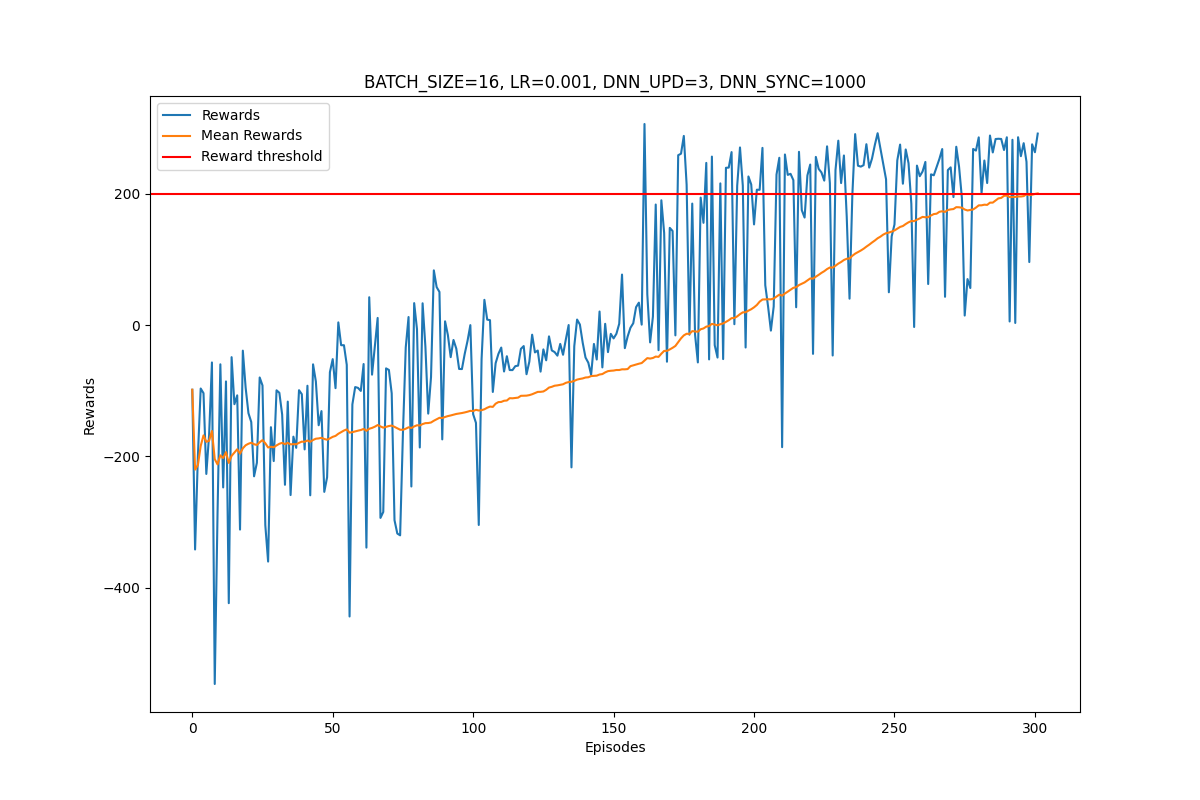 BATCH_SIZE=16, LR=0.001, DNN_UPD=3, DNN_SYNC=1000
Rewards
Mean Rewards
Reward threshold
200
0
−200
−400
Rewards
0
50
100
150
200
250
300
Episodes